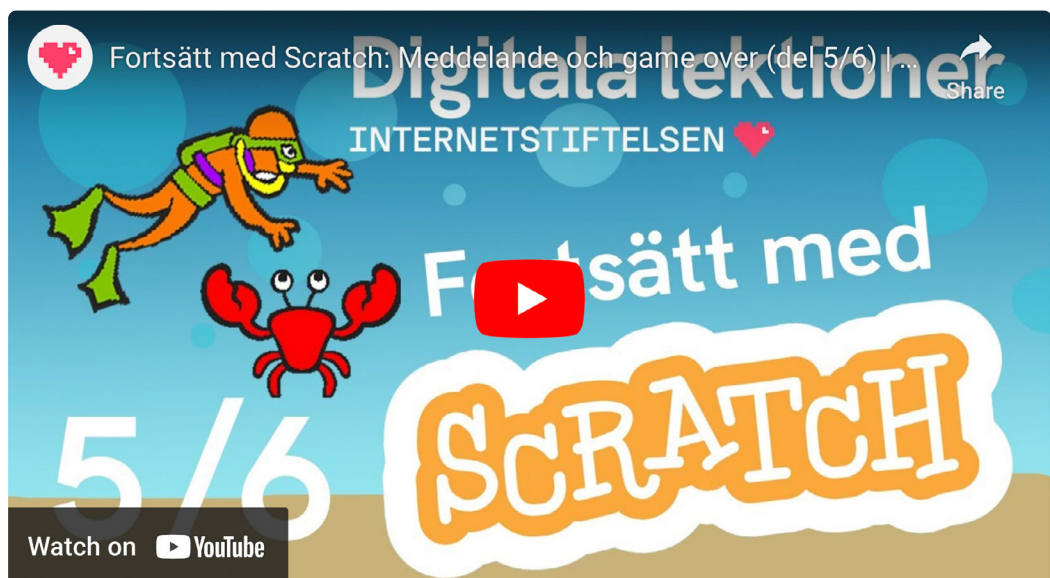 Fortsätt med Scratch: Meddelande och game over (del 5/6) | ...
Share
Digitala lektioner
INTERNETSTIFTELSEN
Fortsätt med
SCRATCH
5/6
Watch on YouTube